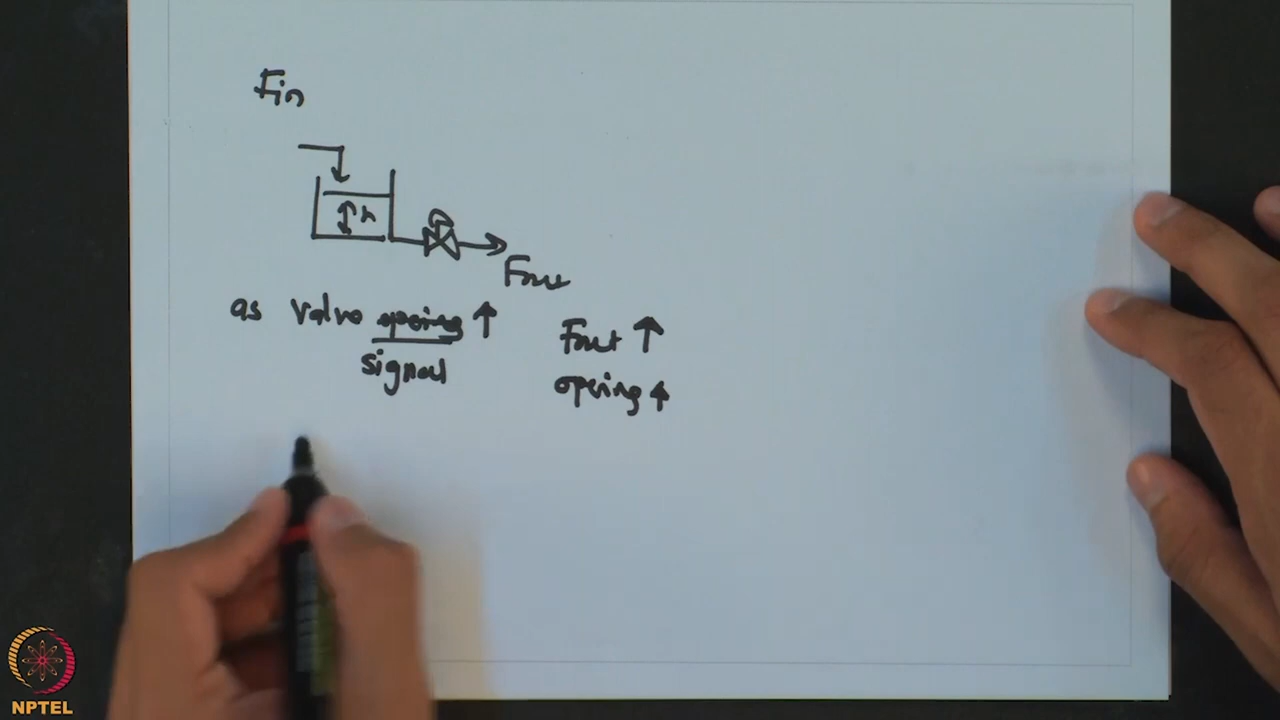 Fin
h
Fout
as valve opening ↑ Fout ↑
signal opening ↑
NPTEL